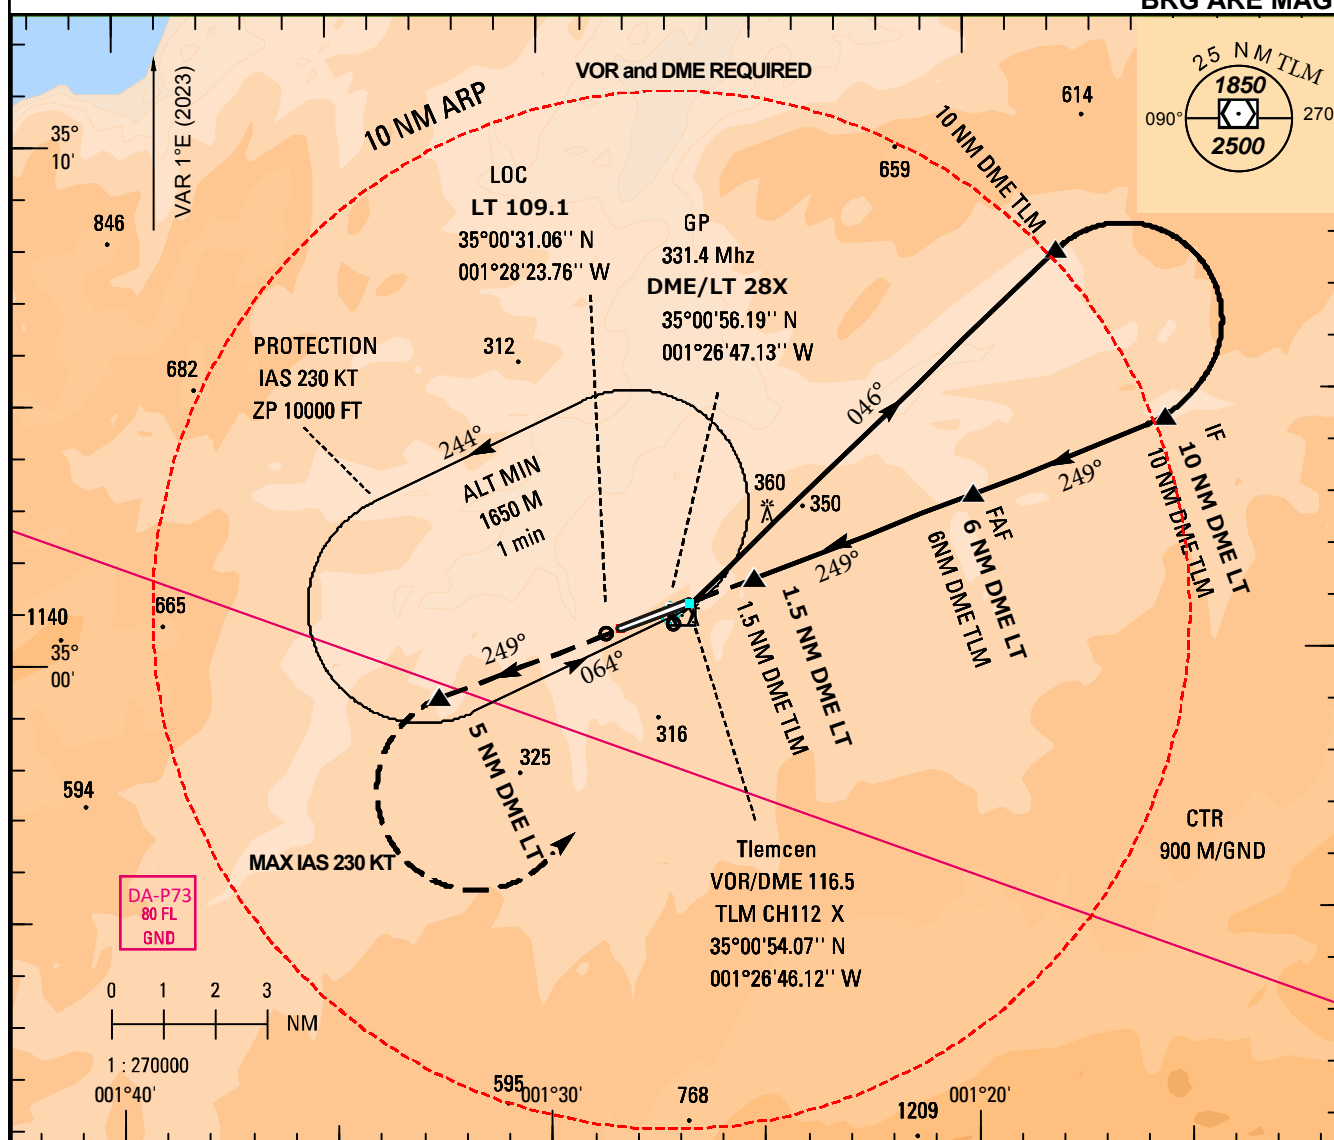 BRG ARE MAG
VOR and DME REQUIRED
25 NM TLM
1850
090°
270
2500
10 NM ARP
VAR 1°E (2023)
35°
10'
614
10 NM DME TLM
659
846
LOC
LT 109.1
35°00'31.06'' N
001°28'23.76'' W
GP
331.4 Mhz
DME/LT 28X
35°00'56.19'' N
001°26'47.13'' W
PROTECTION
IAS 230 KT
ZP 10000 FT
312
682
046°
244°
ALT MIN
1650 M
1 min
360
350
IF
10 NM DME LT
10 NM DME TLM
249°
FAF
6 NM DME LT
6NM DME TLM
249°
1.5 NM DME LT
1.5 NM DME TLM
1140
665
35°
00'
249°
064°
5 NM DME LT
316
325
594
MAX IAS 230 KT
CTR
900 M/GND
Tlemcen
VOR/DME 116.5
TLM CH112 X
35°00'54.07'' N
001°26'46.12'' W
DA-P73
80 FL
GND
0 1 2 3 NM
1 : 270000
001°40'
595
001°30'
768
001°20'
1209